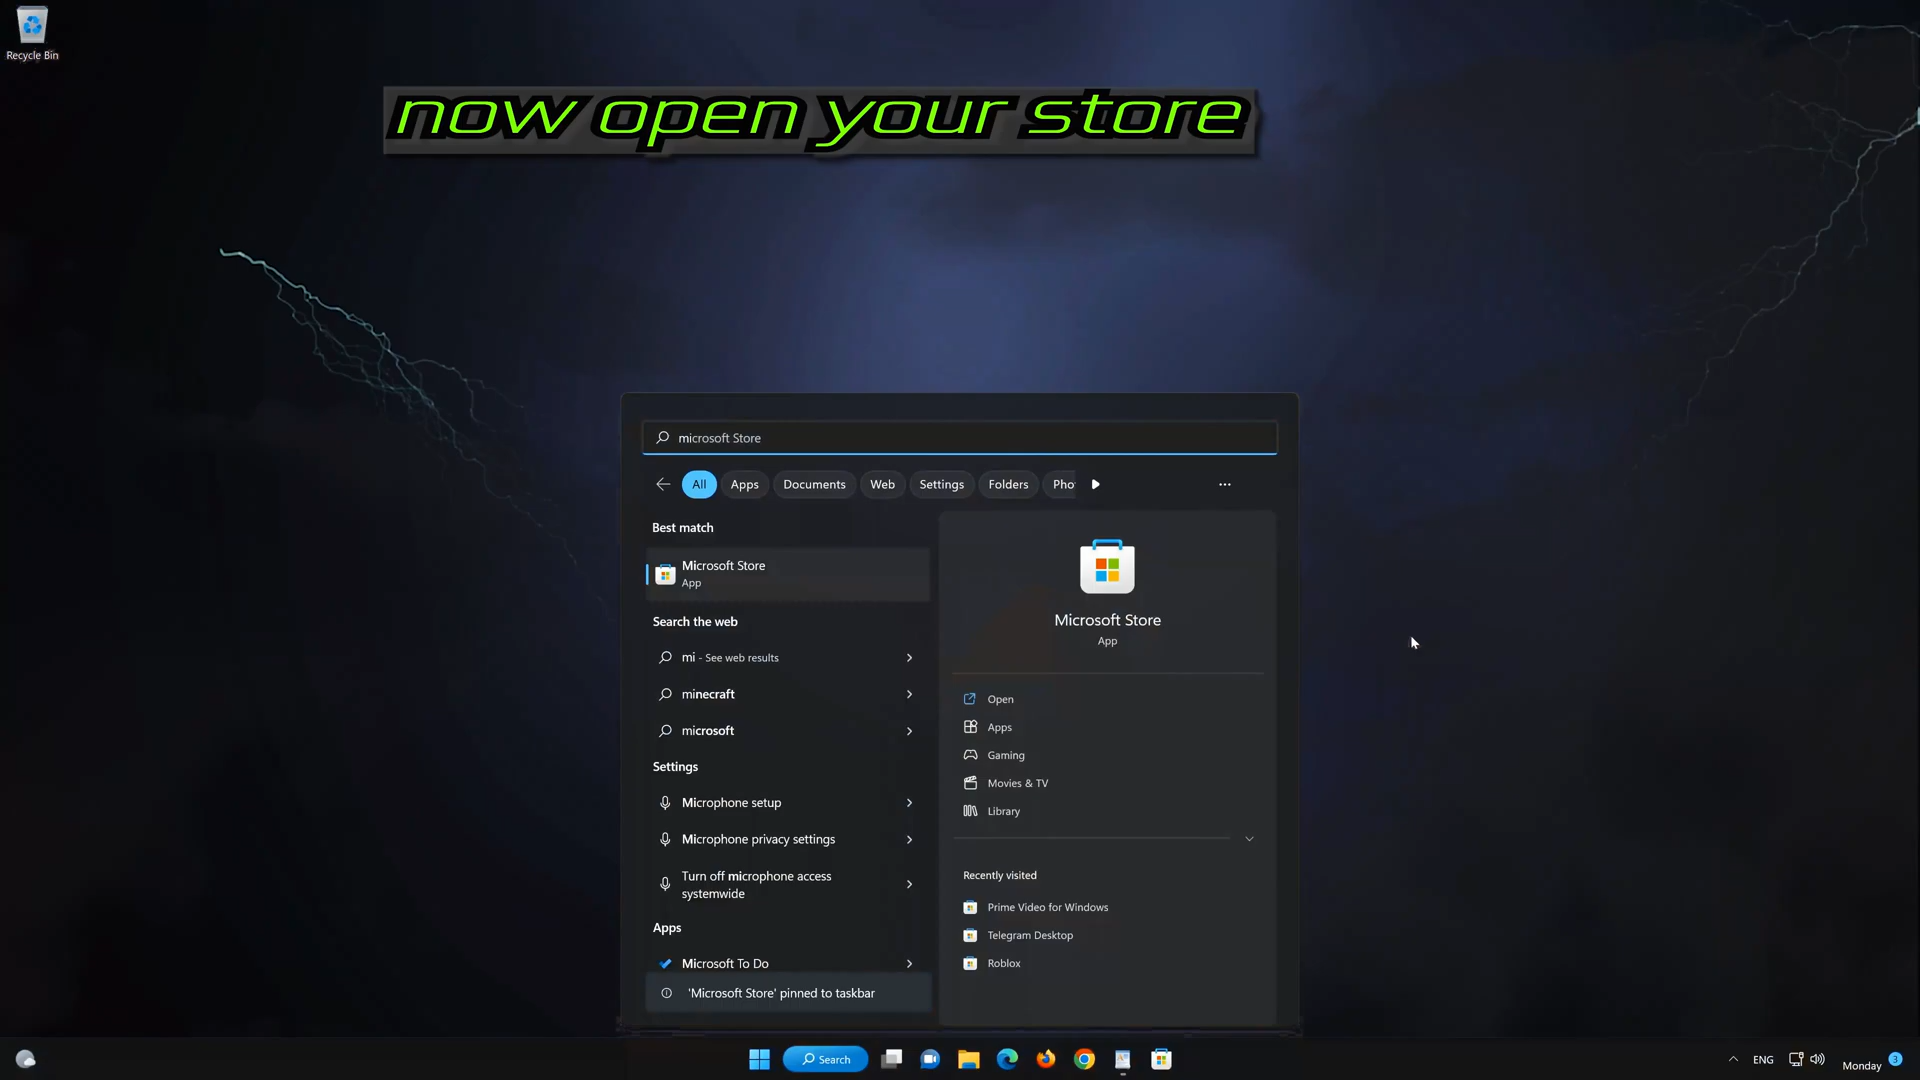 Recycle Bin
now open your store
microsoft Store
All Apps Documents Web Settings Folders Pho
Best match
Microsoft Store
App
Search the web
mi - See web results
minecraft
microsoft
Settings
Microphone setup
Microphone privacy settings
Turn off microphone access
systemwide
Apps
Microsoft To Do
'Microsoft Store' pinned to taskbar
Microsoft Store
App
Open
Apps
Gaming
Movies & TV
Library
Recently visited
Prime Video for Windows
Telegram Desktop
Roblox
Search
ENG
Monday
3